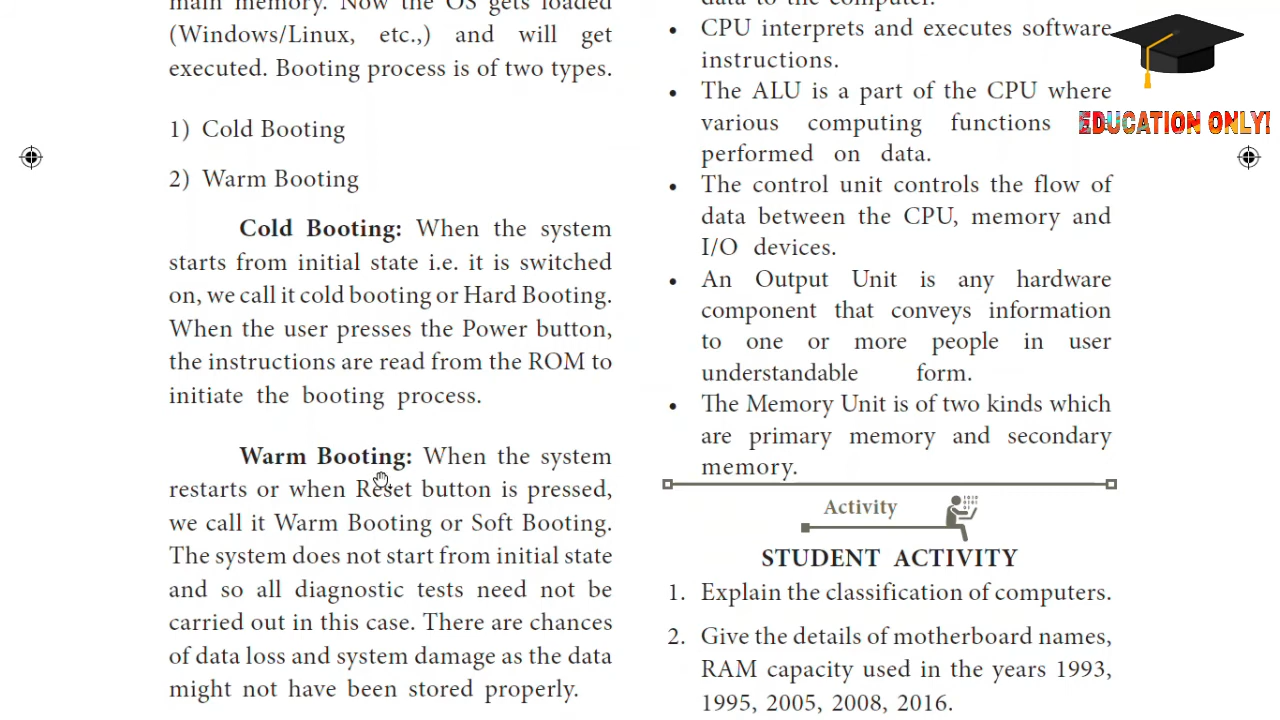 main memory. Now the OS gets loaded
(Windows/Linux, etc.,) and will get
executed. Booting process is of two types.
1) Cold Booting
2) Warm Booting
Cold Booting: When the system
starts from initial state i.e. it is switched
on, we call it cold booting or Hard Booting.
When the user presses the Power button,
the instructions are read from the ROM to
initiate the booting process.
Warm Booting: When the system
restarts or when Reset button is pressed,
we call it Warm Booting or Soft Booting.
The system does not start from initial state
and so all diagnostic tests need not be
carried out in this case. There are chances
of data loss and system damage as the data
might not have been stored properly.
data to the computer.
• CPU interprets and executes software
instructions.
• The ALU is a part of the CPU where
various computing functions
performed on data.
• The control unit controls the flow of
data between the CPU, memory and
I/O devices.
• An Output Unit is any hardware
component that conveys information
to one or more people in user
understandable form.
• The Memory Unit is of two kinds which
are primary memory and secondary
memory.
Activity
STUDENT ACTIVITY
1. Explain the classification of computers.
2. Give the details of motherboard names,
RAM capacity used in the years 1993,
1995, 2005, 2008, 2016.
EDUCATION ONLY!